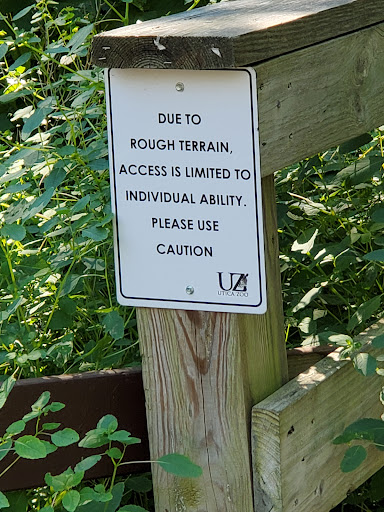 DUE TO
ROUGH TERRAIN,
ACCESS IS LIMITED TO
INDIVIDUAL ABILITY.
PLEASE USE
CAUTION
UZ
UTICA ZOO